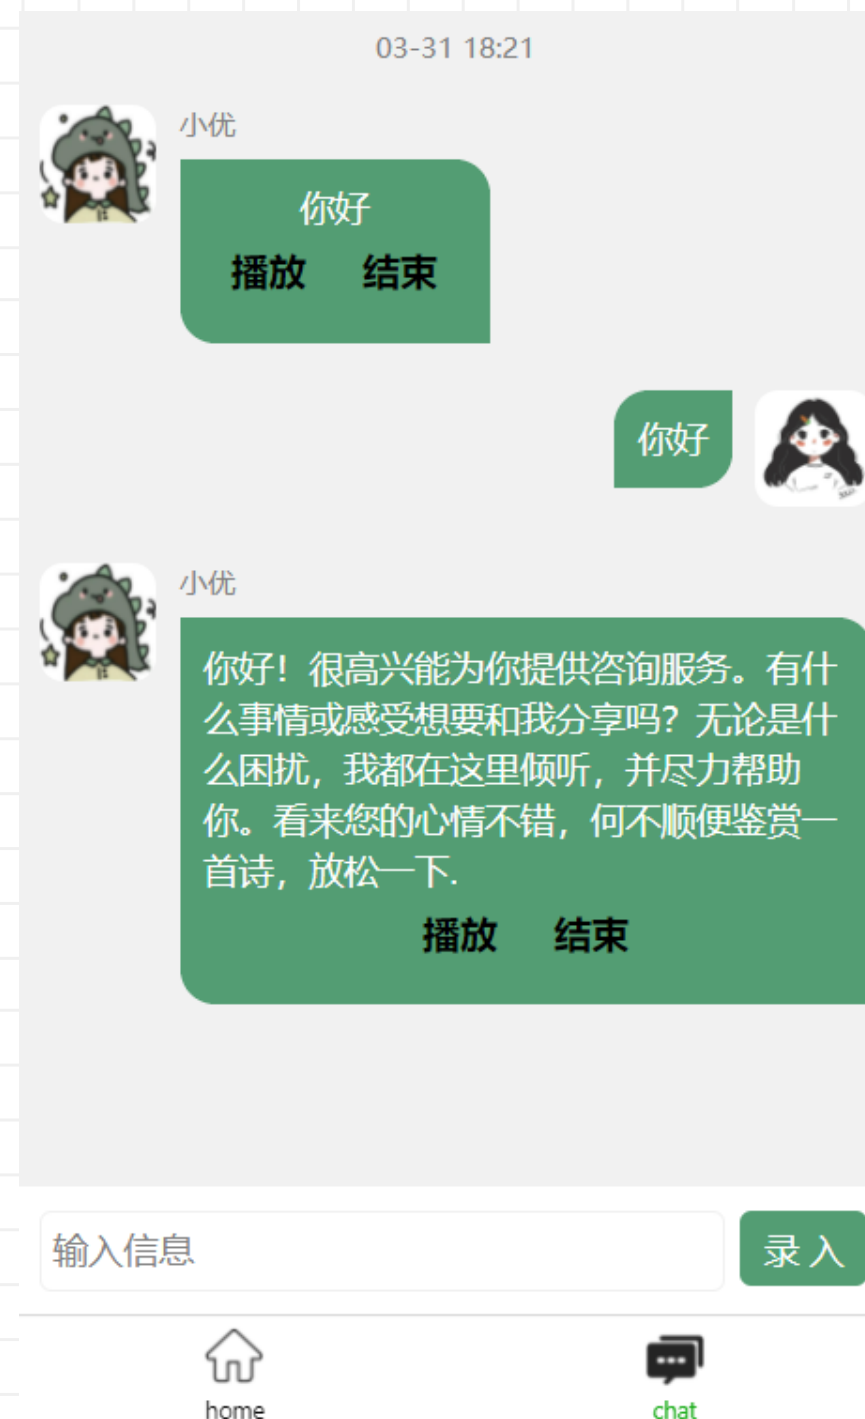 03-31 18:21
小优
你好
播放 结束
你好
小优
你好！很高兴能为你提供咨询服务。有什
么事情或感受想要和我分享吗？无论是什
么困扰，我都在这里倾听，并尽力帮助
你。看来您的心情不错，何不顺便鉴赏一
首诗，放松一下.
播放 结束
输入信息
录 入
home
chat